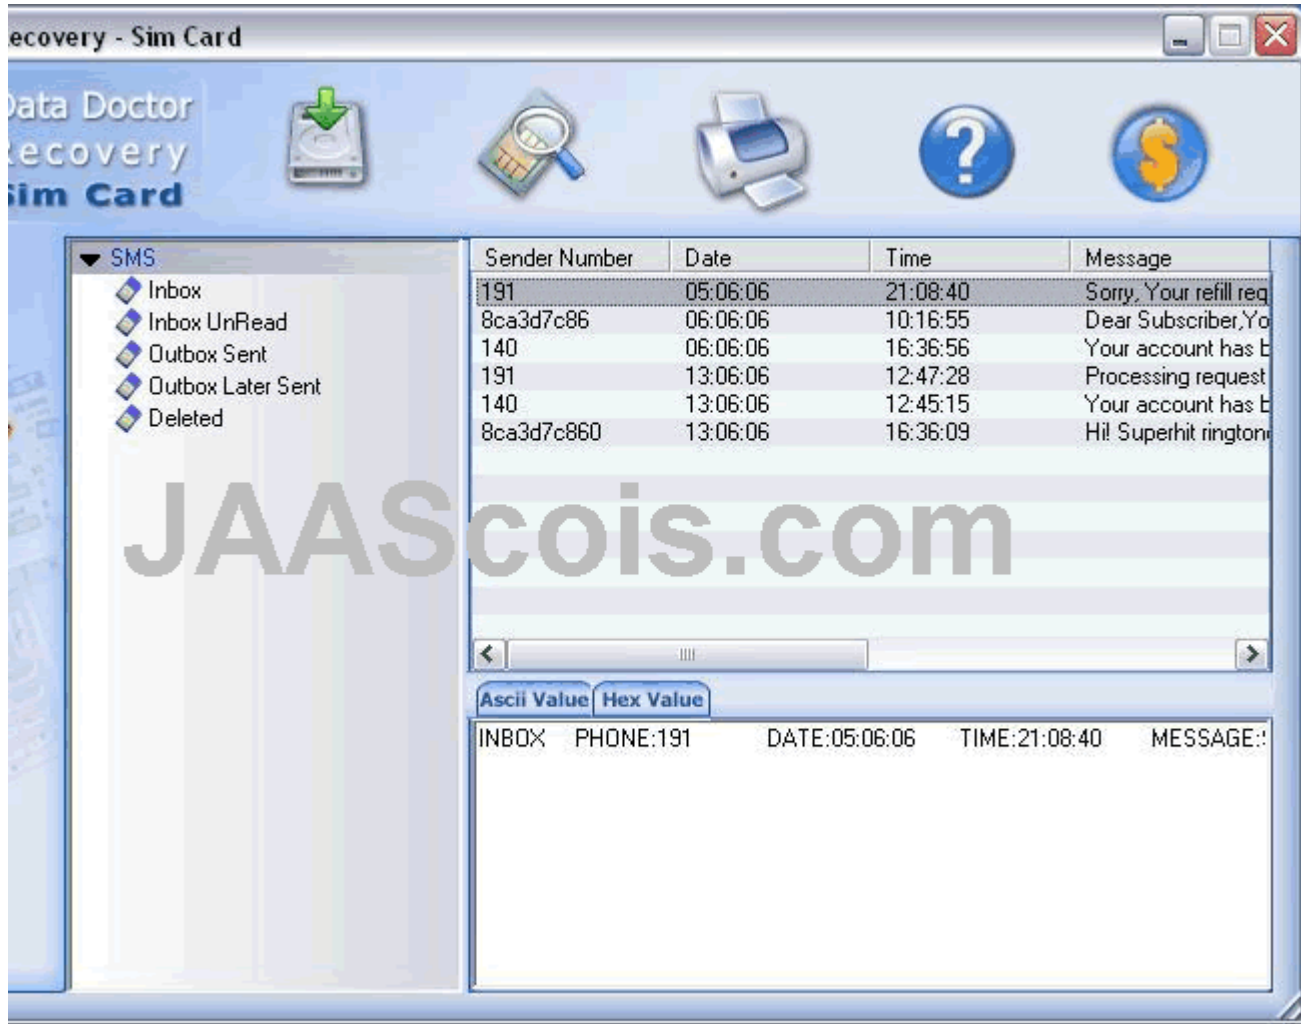 ecovery - Sim Card
Data Doctor
Recovery
Sim Card
SMS
Inbox
Inbox UnRead
Outbox Sent
Outbox Later Sent
Deleted
Sender Number Date Time Message
191 05:06:06 21:08:40 Sorry, Your refill req
8ca3d7c86 06:06:06 10:16:55 Dear Subscriber,Yo
140 06:06:06 16:36:56 Your account has b
191 13:06:06 12:47:28 Processing request
140 13:06:06 12:45:15 Your account has b
8ca3d7c860 13:06:06 16:36:09 Hi! Superhit ringtone
JAAScois.com
Ascii Value Hex Value
INBOX PHONE:191 DATE:05:06:06 TIME:21:08:40 MESSAGE: